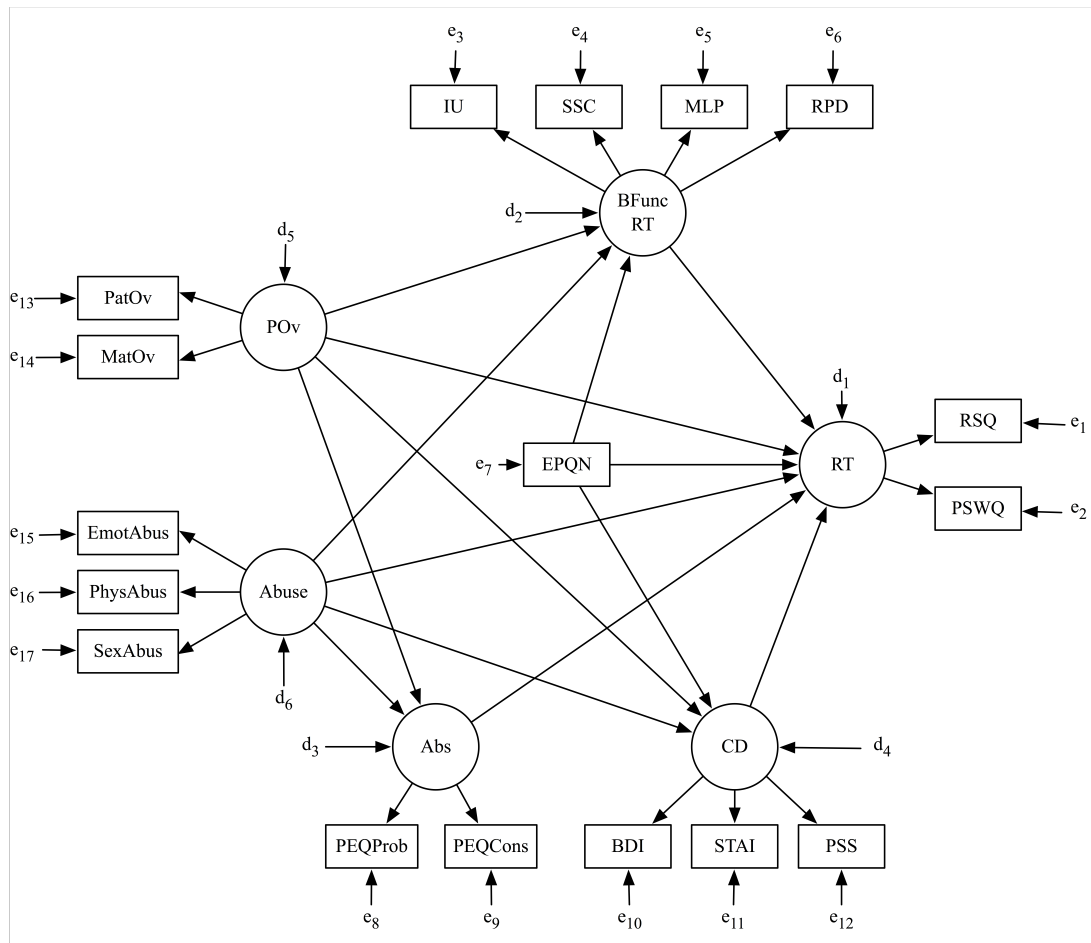 e3 e4 e5 e6
IU SSC MLP RPD
BFunc
RT
d2
d5
e13 PatOv
POv
e14 MatOv
d1
RSQ e1
e7 EPQN
RT
PSWQ e2
e15 EmotAbus
e16 PhysAbus
Abuse
e17 SexAbus
d6
d3 Abs
CD d4
PEQProb PEQCons BDI STAI PSS
e8 e9 e10 e11 e12